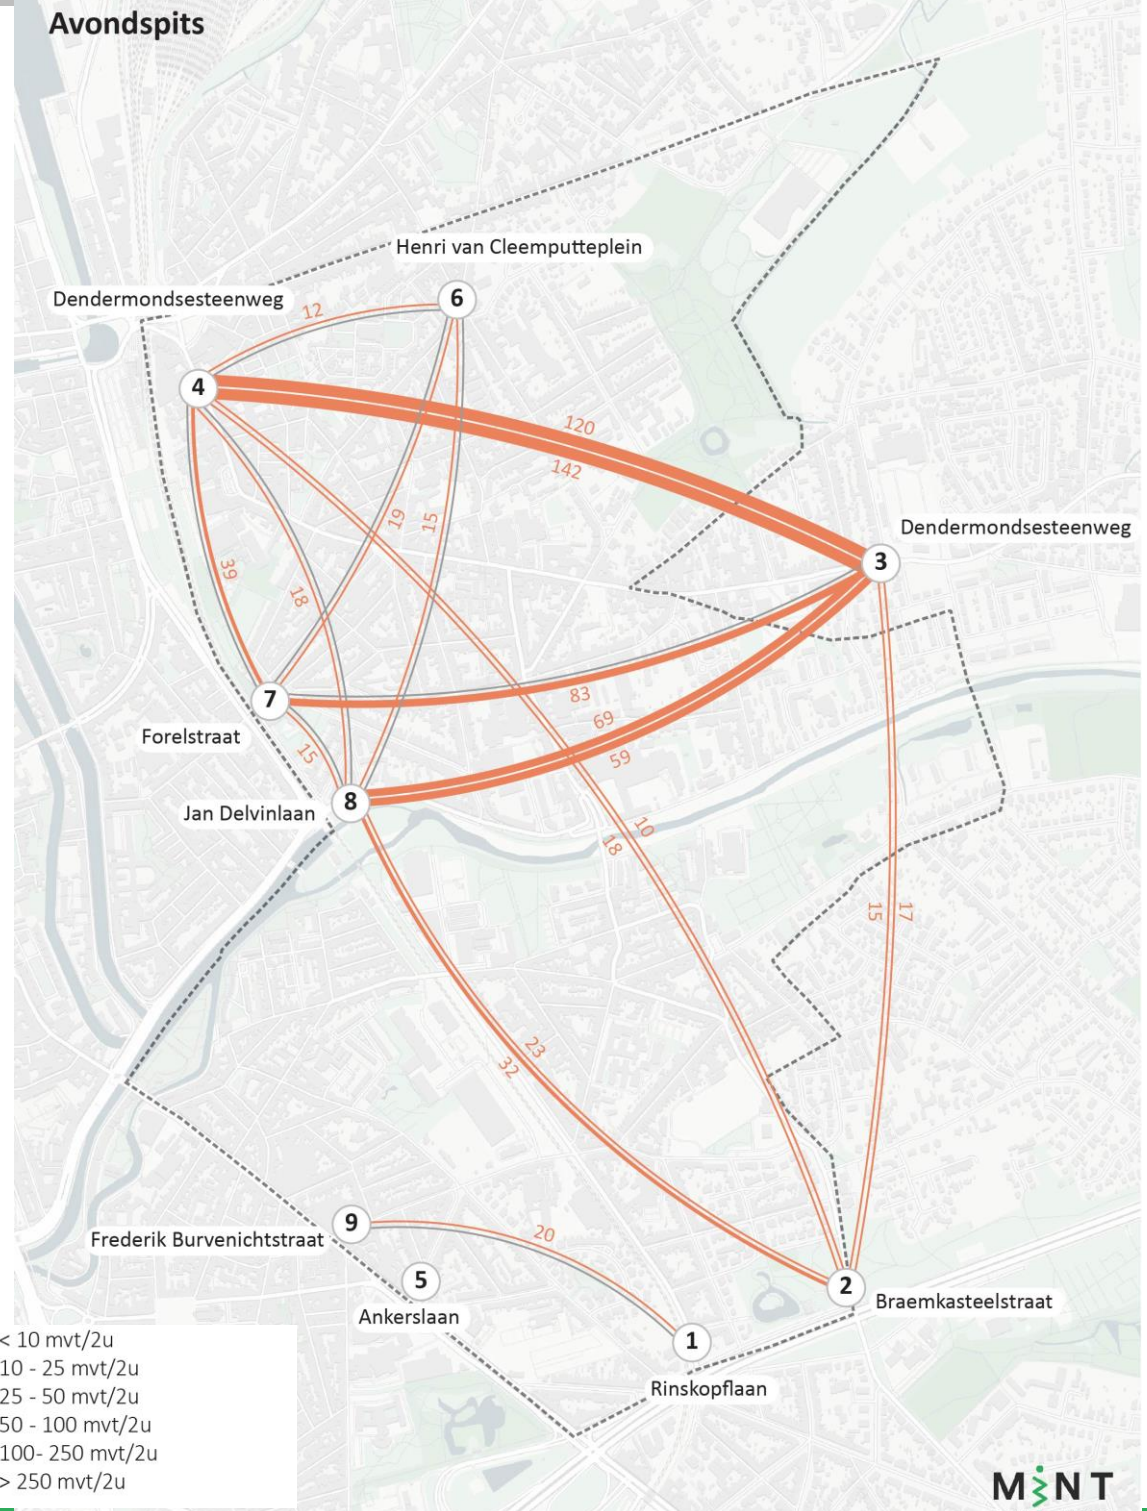 Avondspits
Henri van Cleemputteplein
Dendermondsesteenweg
12
6
4
120
142
19
15
Dendermondsesteenweg
3
39
18
7
83
69
59
Forelstraat
15
8
Jan Delvinlaan
10
18
15
17
23
32
9
20
Frederik Burvenichtstraat
5
2
Braemkasteelstraat
Ankerslaan
1
Rinskopflaan
< 10 mvt/2u
10 - 25 mvt/2u
25 - 50 mvt/2u
50 - 100 mvt/2u
100- 250 mvt/2u
> 250 mvt/2u
MINT